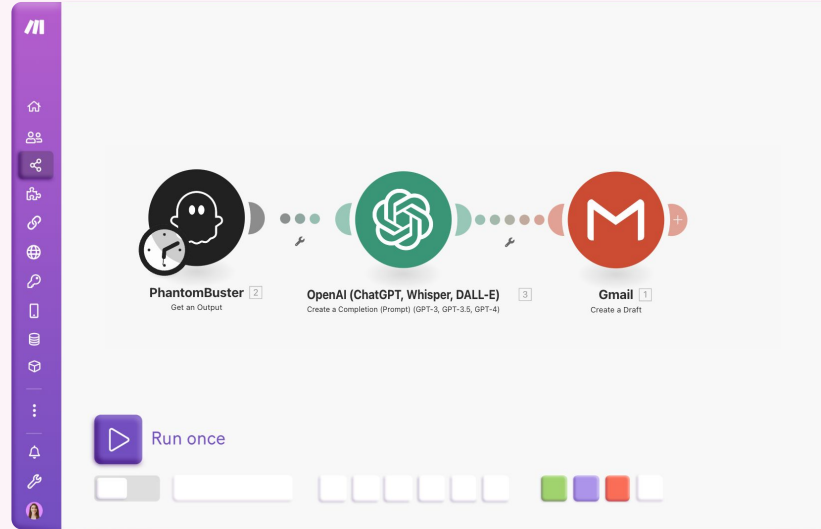 PhantomBuster 2
Get an Output
OpenAI (ChatGPT, Whisper, DALL-E) 3
Create a Completion (Prompt) (GPT-3, GPT-3.5, GPT-4)
Gmail 1
Create a Draft
Run once